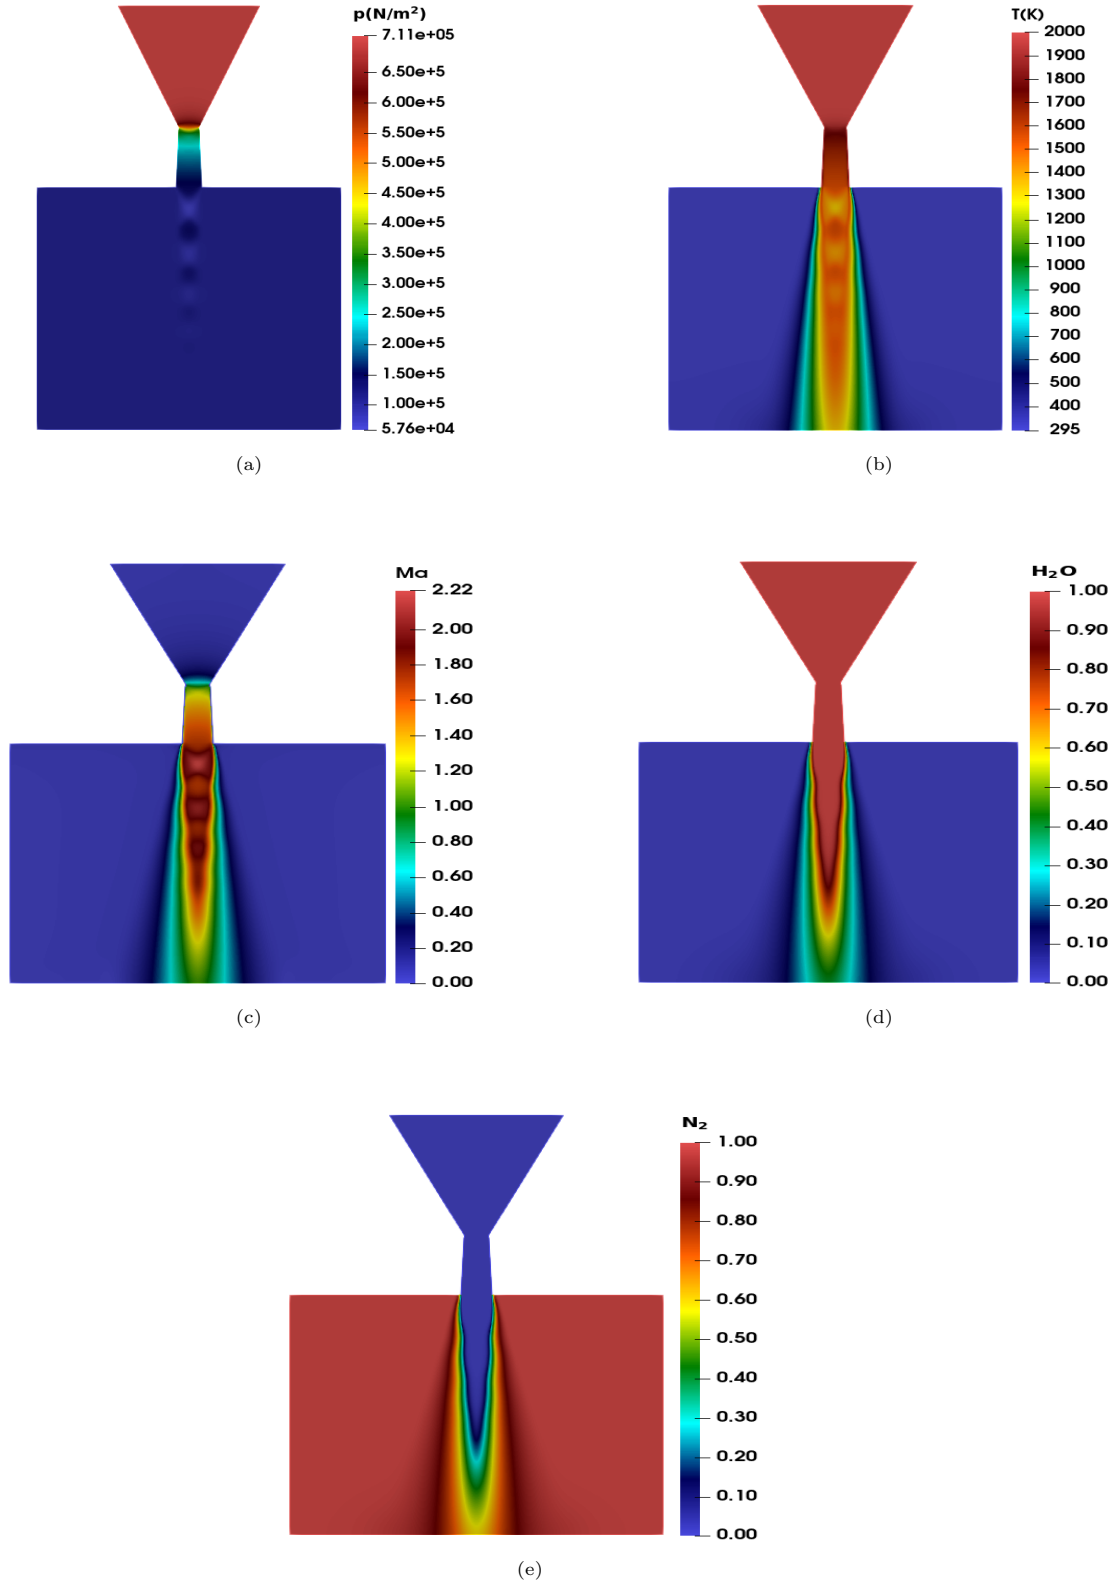 p(N/m²)
7.11e+05
6.50e+5
6.00e+5
5.50e+5
5.00e+5
4.50e+5
4.00e+5
3.50e+5
3.00e+5
2.50e+5
2.00e+5
1.50e+5
1.00e+5
5.76e+04
(a)
T(K)
2000
1900
1800
1700
1600
1500
1400
1300
1200
1100
1000
900
800
700
600
500
400
295
(b)
Ma
2.22
2.00
1.80
1.60
1.40
1.20
1.00
0.80
0.60
0.40
0.20
0.00
(c)
H₂O
1.00
0.90
0.80
0.70
0.60
0.50
0.40
0.30
0.20
0.10
0.00
(d)
N₂
1.00
0.90
0.80
0.70
0.60
0.50
0.40
0.30
0.20
0.10
0.00
(e)